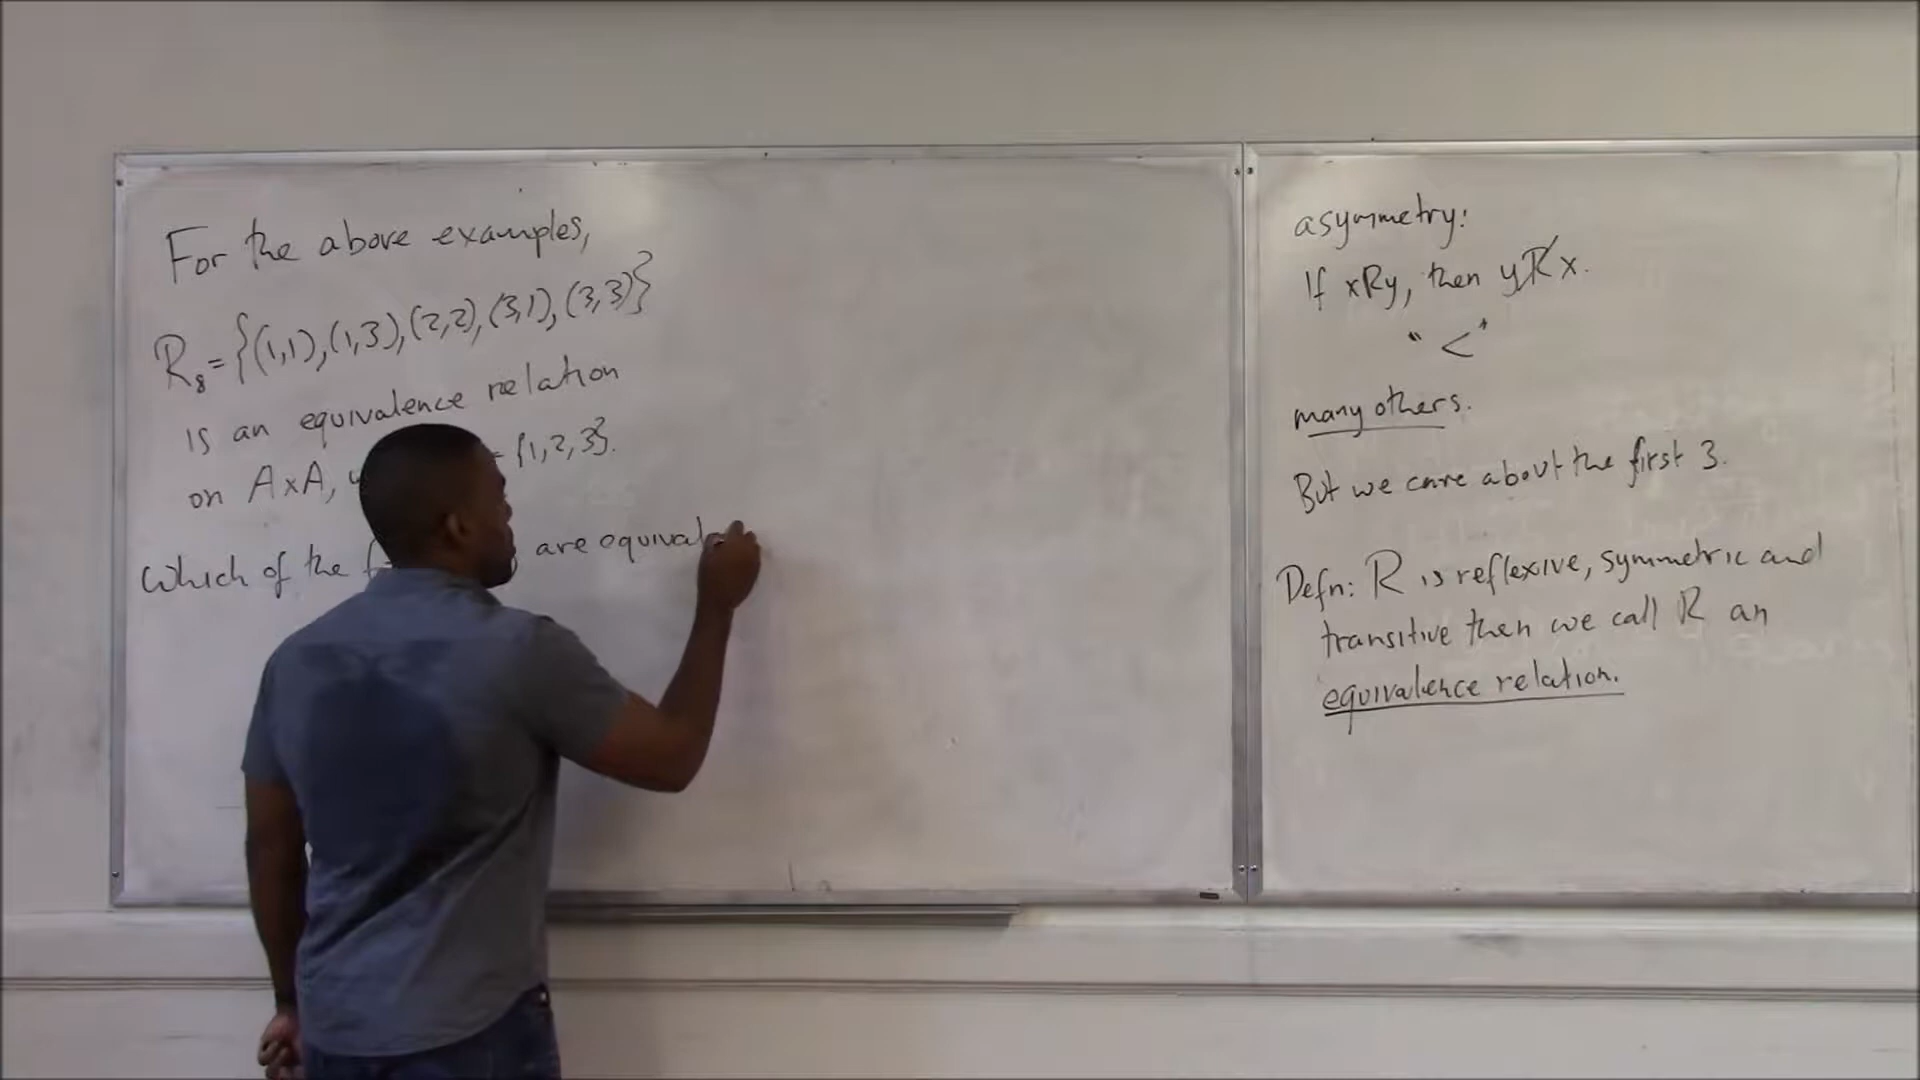 For the above examples,
R₈={(1,1),(1,3),(2,2),(3,1),(3,3)}
is an equivalence relation
on A×A, = {1,2,3}.
Which of the are equival
asymmetry:
If xRy, then yR̸x.
"<"
many others.
But we care about the first 3.
Defn: R is reflexive, symmetric and
transitive then we call R an
equivalence relation.